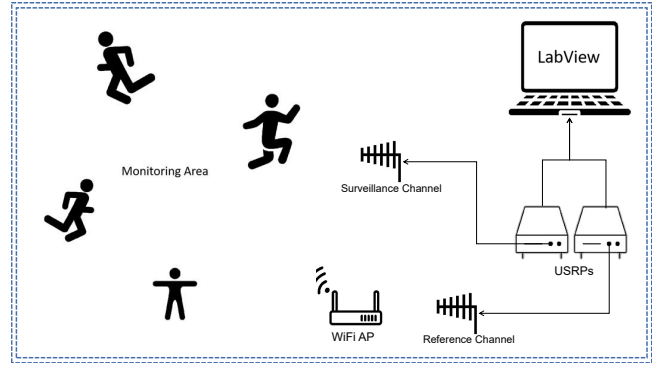 LabView
Monitoring Area
Surveillance Channel
USRPs
WiFi AP
Reference Channel